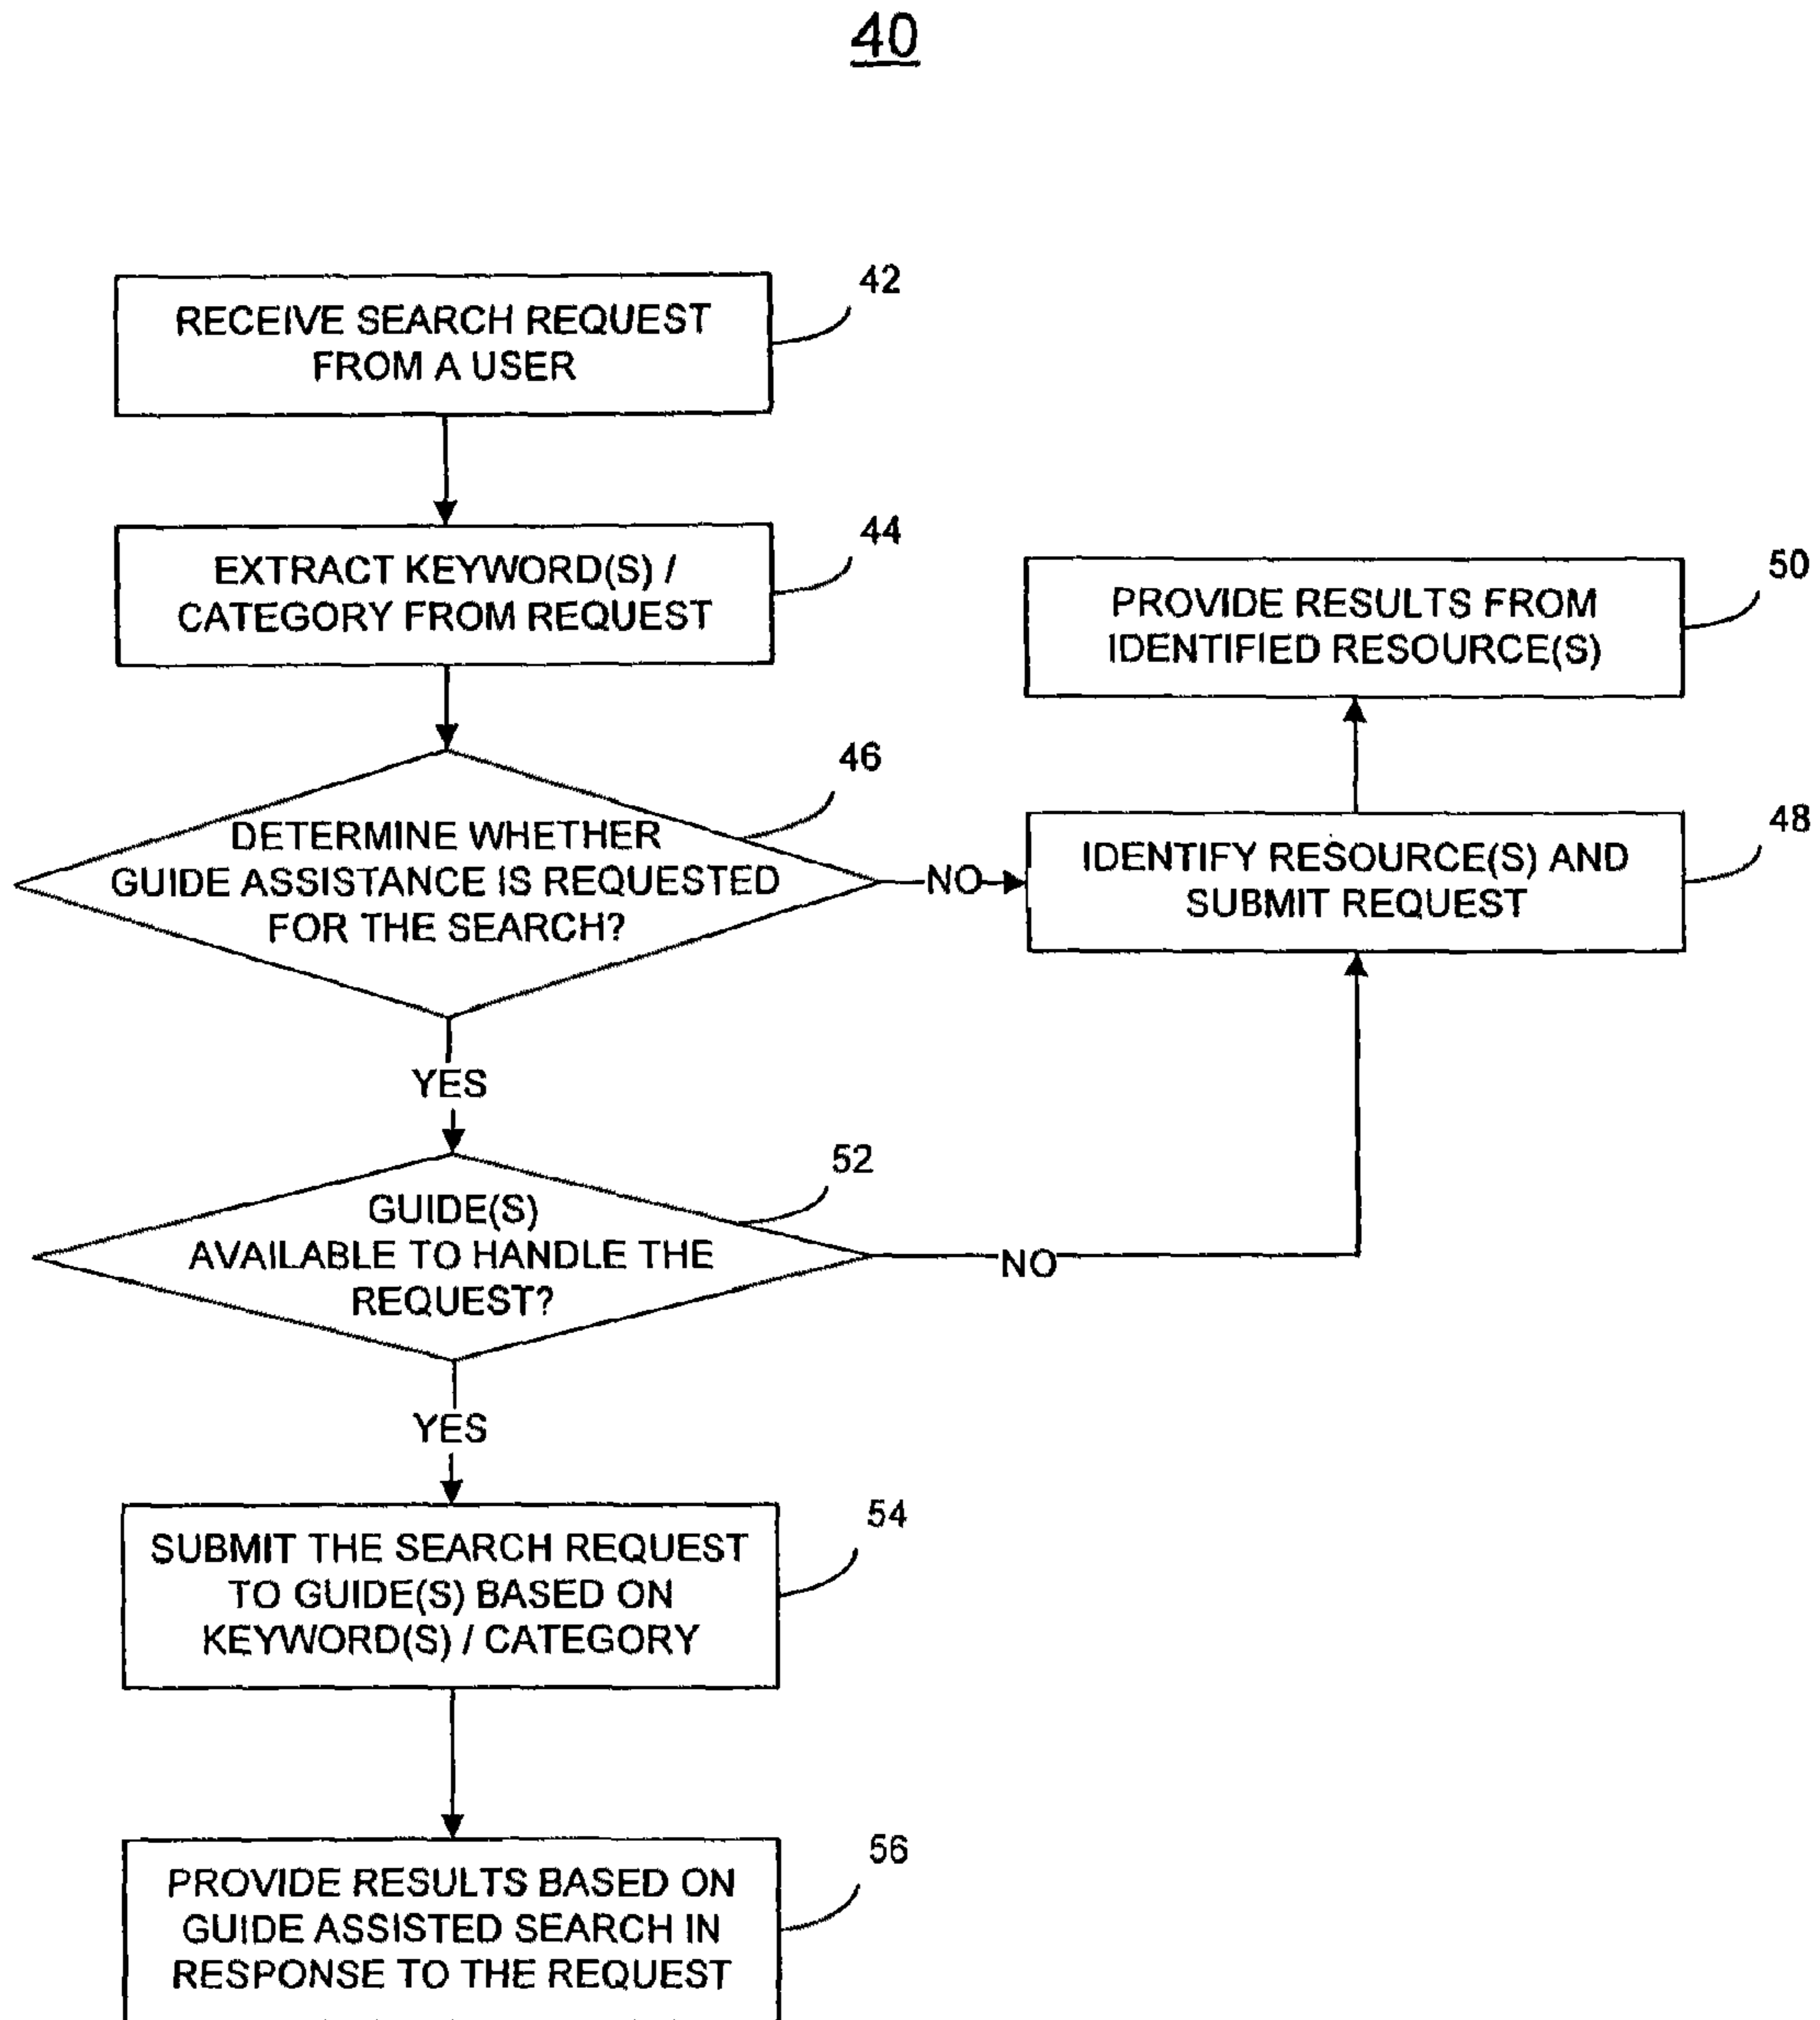 40
42
RECEIVE SEARCH REQUEST
FROM A USER
44
EXTRACT KEYWORD(S) /
CATEGORY FROM REQUEST
50
PROVIDE RESULTS FROM
IDENTIFIED RESOURCE(S)
46
DETERMINE WHETHER
GUIDE ASSISTANCE IS REQUESTED
FOR THE SEARCH?
NO
48
IDENTIFY RESOURCE(S) AND
SUBMIT REQUEST
YES
52
GUIDE(S)
AVAILABLE TO HANDLE THE
REQUEST?
NO
YES
54
SUBMIT THE SEARCH REQUEST
TO GUIDE(S) BASED ON
KEYWORD(S) / CATEGORY
56
PROVIDE RESULTS BASED ON
GUIDE ASSISTED SEARCH IN
RESPONSE TO THE REQUEST